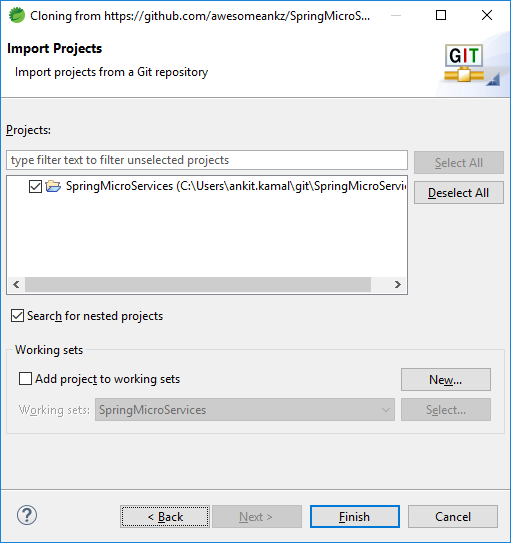 Cloning from https://github.com/awesomeankz/SpringMicroS...
Import Projects
Import projects from a Git repository
GIT
Projects:
type filter text to filter unselected projects
Select All
SpringMicroServices (C:\Users\ankit.kamal\git\SpringMicroServic
Deselect All
Search for nested projects
Working sets
Add project to working sets
New...
Working sets:
SpringMicroServices
Select...
?
< Back
Next >
Finish
Cancel